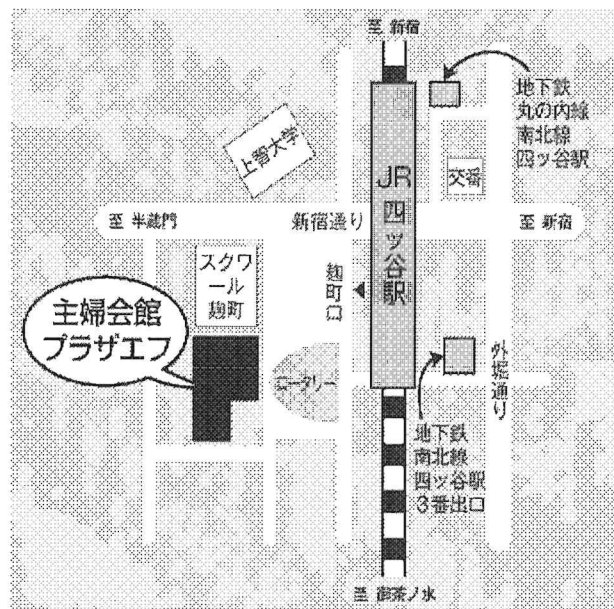 至 新宿
地下鉄
丸の内線
南北線
四ッ谷駅
上智大学
JR四ッ谷駅
交番
至 半蔵門
新宿通り
至 新宿
スクワ
ール
麹町
麹町口
主婦会館
プラザエフ
ロータリー
外堀通り
地下鉄
南北線
四ッ谷駅
3番出口
至 御茶ノ水